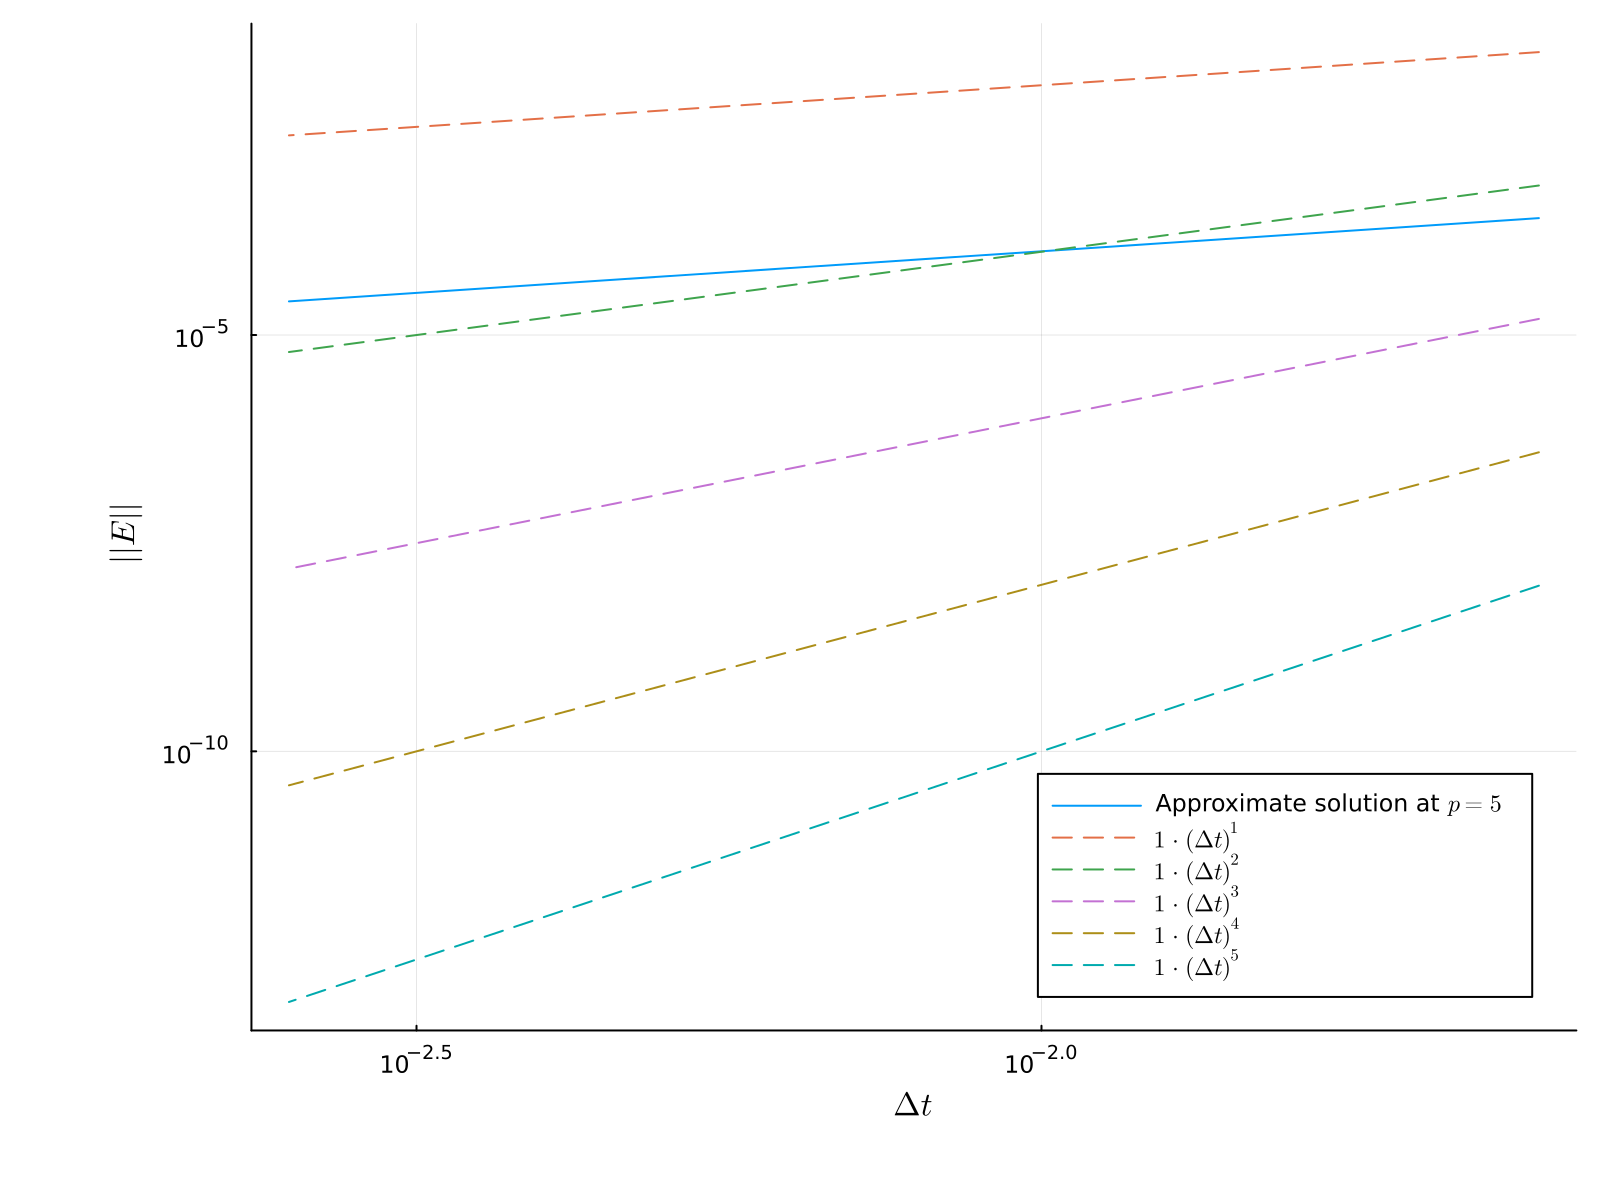 ||E||
10⁻⁵
10⁻¹⁰
10⁻²·⁵
10⁻²·⁰
Δt
Approximate solution at p = 5
1 · (Δt)¹
1 · (Δt)²
1 · (Δt)³
1 · (Δt)⁴
1 · (Δt)⁵